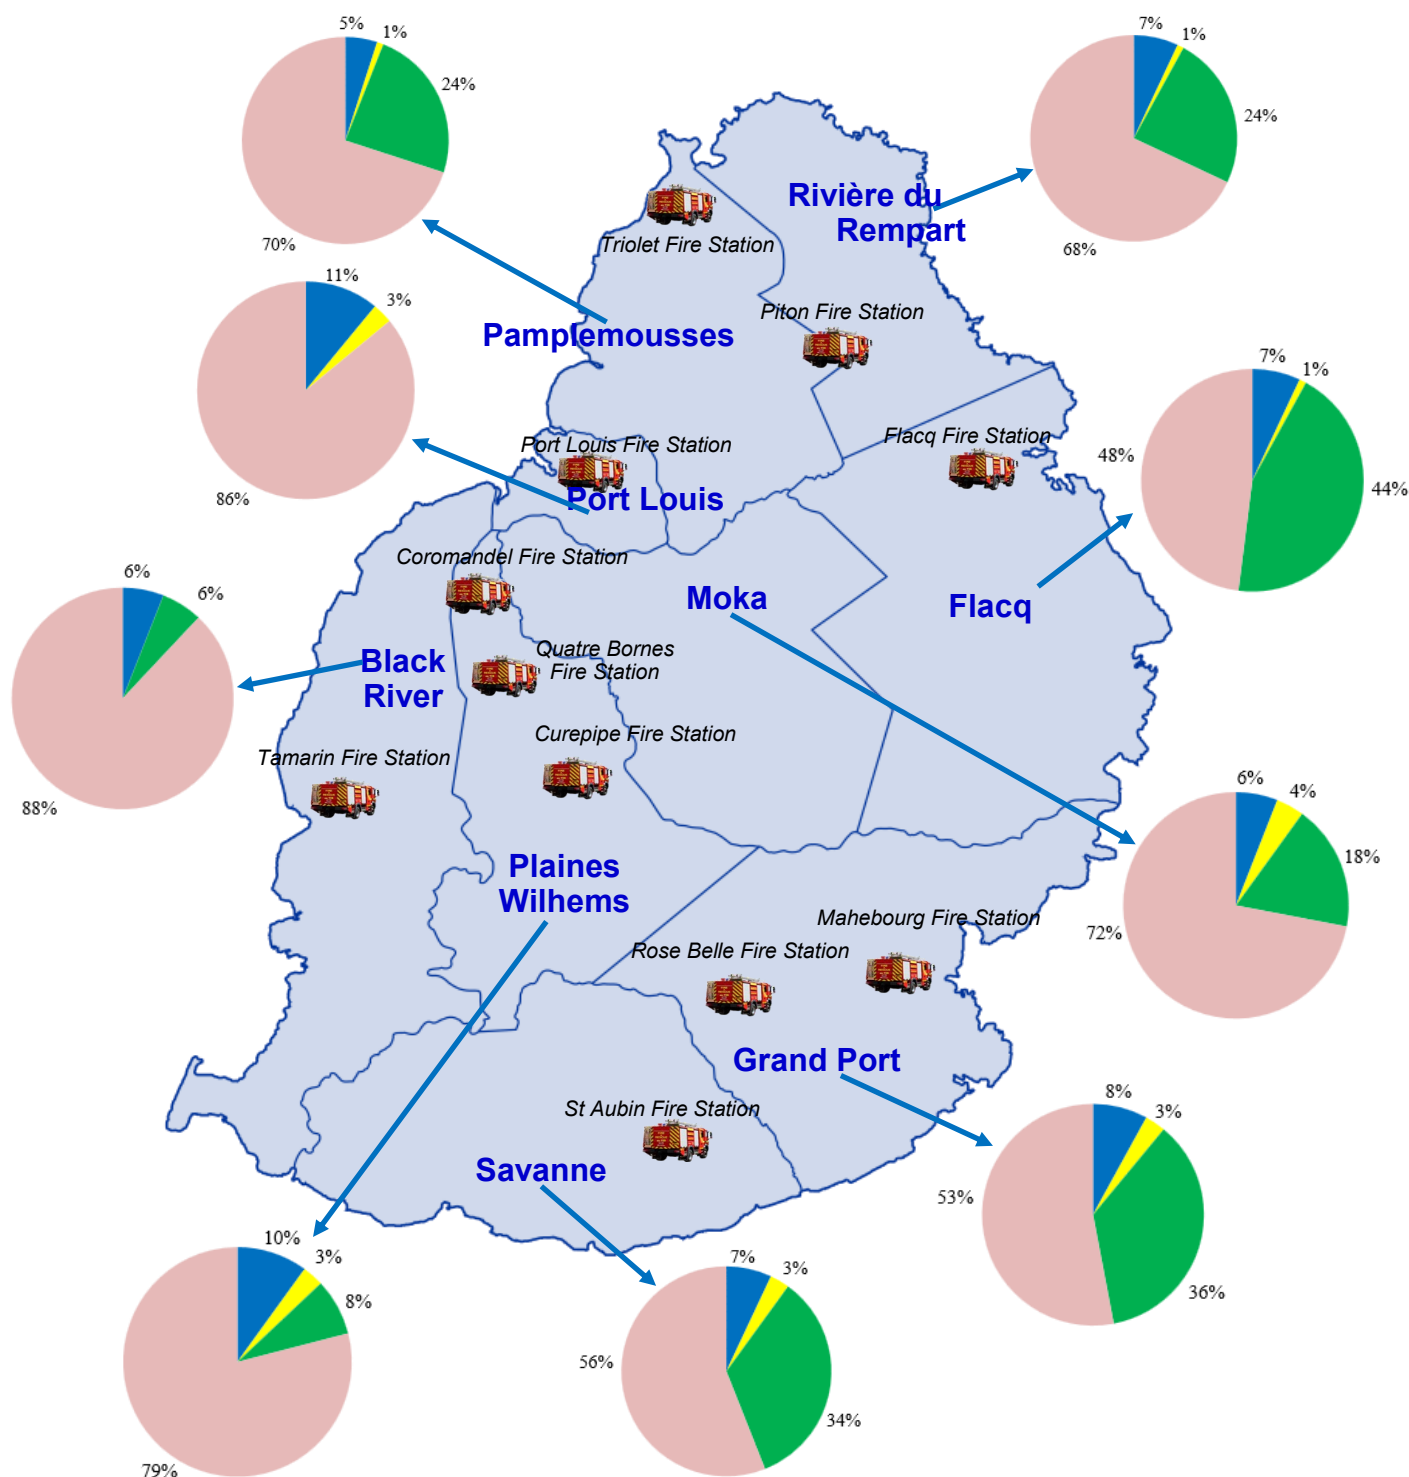 5%
1%
24%
70%
7%
1%
24%
68%
Rivière du
Rempart
Triolet Fire Station
11%
3%
86%
Pamplemousses
Piton Fire Station
7%
1%
48%
44%
Port Louis Fire Station
Flacq Fire Station
Port Louis
Coromandel Fire Station
6%
6%
88%
Moka
Flacq
Quatre Bornes
Fire Station
Black
River
Curepipe Fire Station
Tamarin Fire Station
6%
4%
18%
72%
Plaines
Wilhems
Mahebourg Fire Station
Rose Belle Fire Station
Grand Port
8%
3%
53%
36%
St Aubin Fire Station
Savanne
10%
3%
8%
79%
7%
3%
56%
34%